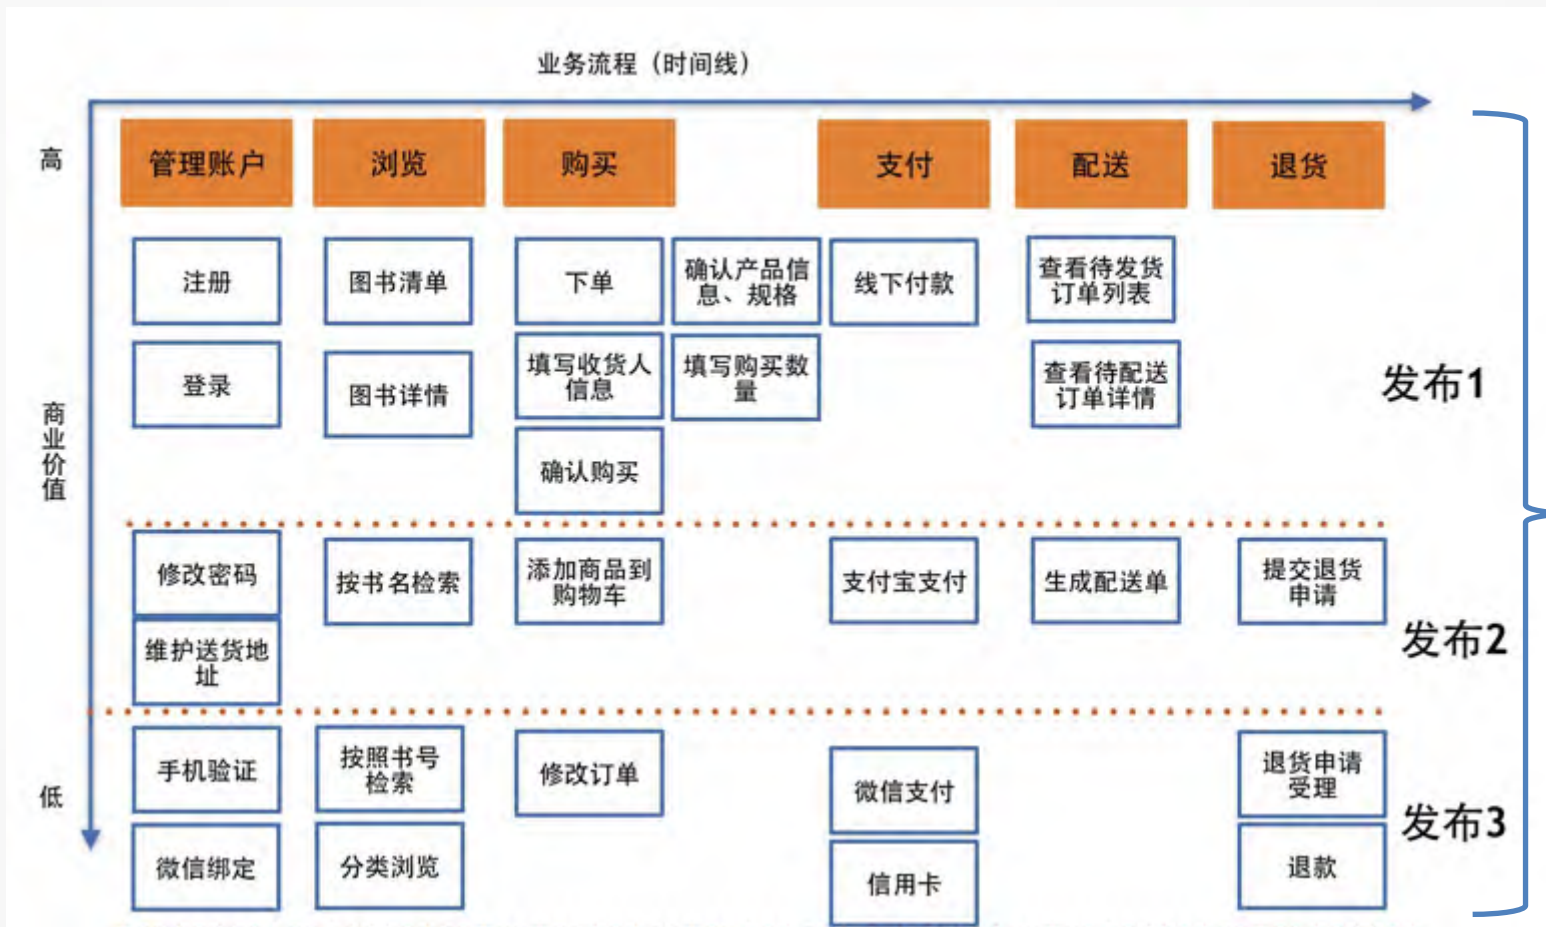 业务流程（时间线）
高
管理账户
浏览
购买
支付
配送
退货
注册
图书清单
下单
确认产品信
息、规格
线下付款
查看待发货
订单列表
登录
图书详情
填写收货人
信息
填写购买数
量
查看待配送
订单详情
发布1
商业价值
确认购买
修改密码
按书名检索
添加商品到
购物车
支付宝支付
生成配送单
提交退货
申请
维护送货地
址
发布2
手机验证
按照书号
检索
修改订单
微信支付
退货申请
受理
低
发布3
微信绑定
分类浏览
信用卡
退款